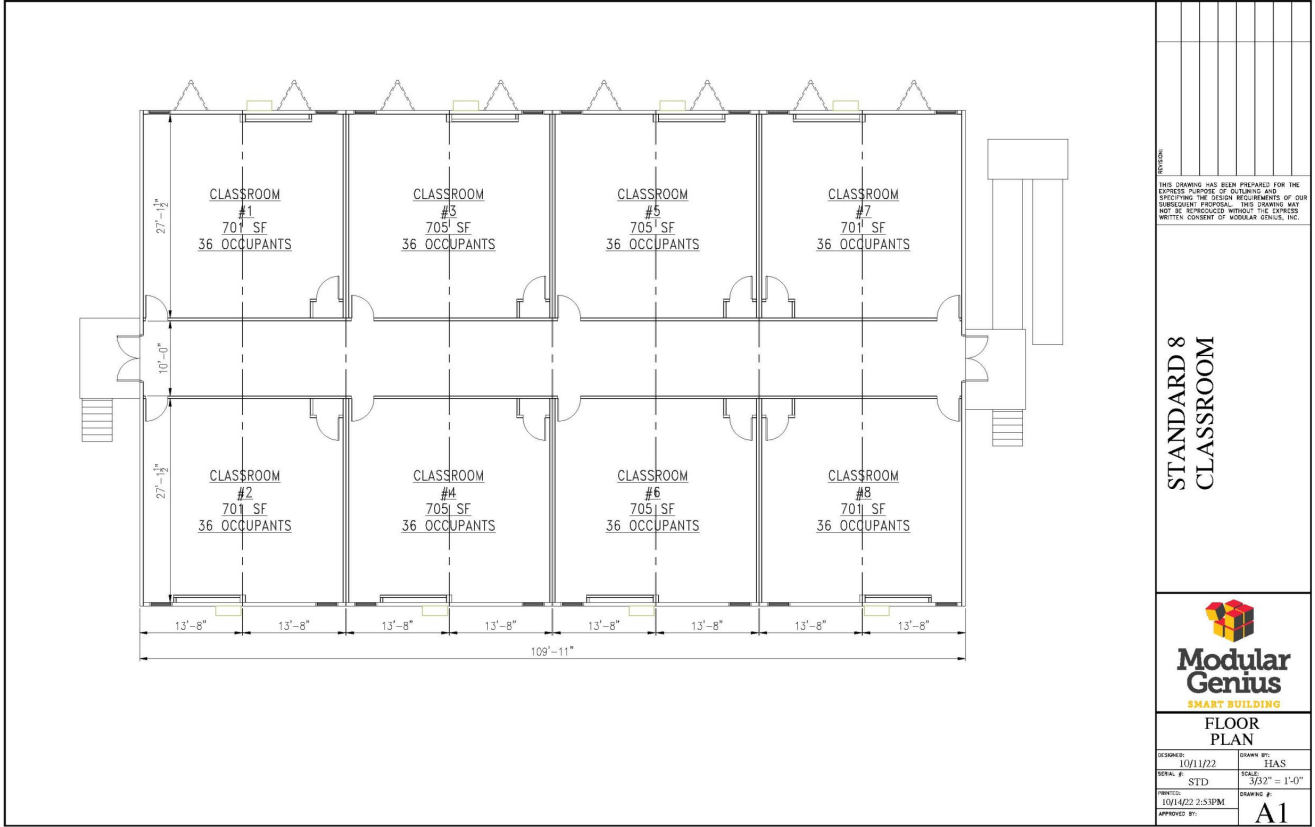 CLASSROOM
#1
701 SF
36 OCCUPANTS
CLASSROOM
#3
705 SF
36 OCCUPANTS
CLASSROOM
#5
705 SF
36 OCCUPANTS
CLASSROOM
#7
701 SF
36 OCCUPANTS
27'-1½"
10'-0"
27'-1½"
CLASSROOM
#2
701 SF
36 OCCUPANTS
CLASSROOM
#4
705 SF
36 OCCUPANTS
CLASSROOM
#6
705 SF
36 OCCUPANTS
CLASSROOM
#8
701 SF
36 OCCUPANTS
13'-8" 13'-8" 13'-8" 13'-8" 13'-8" 13'-8" 13'-8" 13'-8"
109'-11"
REVISION:
THIS DRAWING HAS BEEN PREPARED FOR THE
EXPRESS PURPOSE OF OUTLINING AND
SPECIFYING THE DESIGN REQUIREMENTS OF OUR
SUBSEQUENT PROPOSAL. THIS DRAWING MAY
NOT BE REPRODUCED WITHOUT THE EXPRESS
WRITTEN CONSENT OF MODULAR GENIUS, INC.
STANDARD 8
CLASSROOM
Modular
Genius
SMART BUILDING
FLOOR
PLAN
DESIGNED:
10/11/22
DRAWN BY:
HAS
SERIAL #:
STD
SCALE:
3/32" = 1'-0"
PRINTED:
10/14/22 2:53PM
DRAWING #:
A1
APPROVED BY: